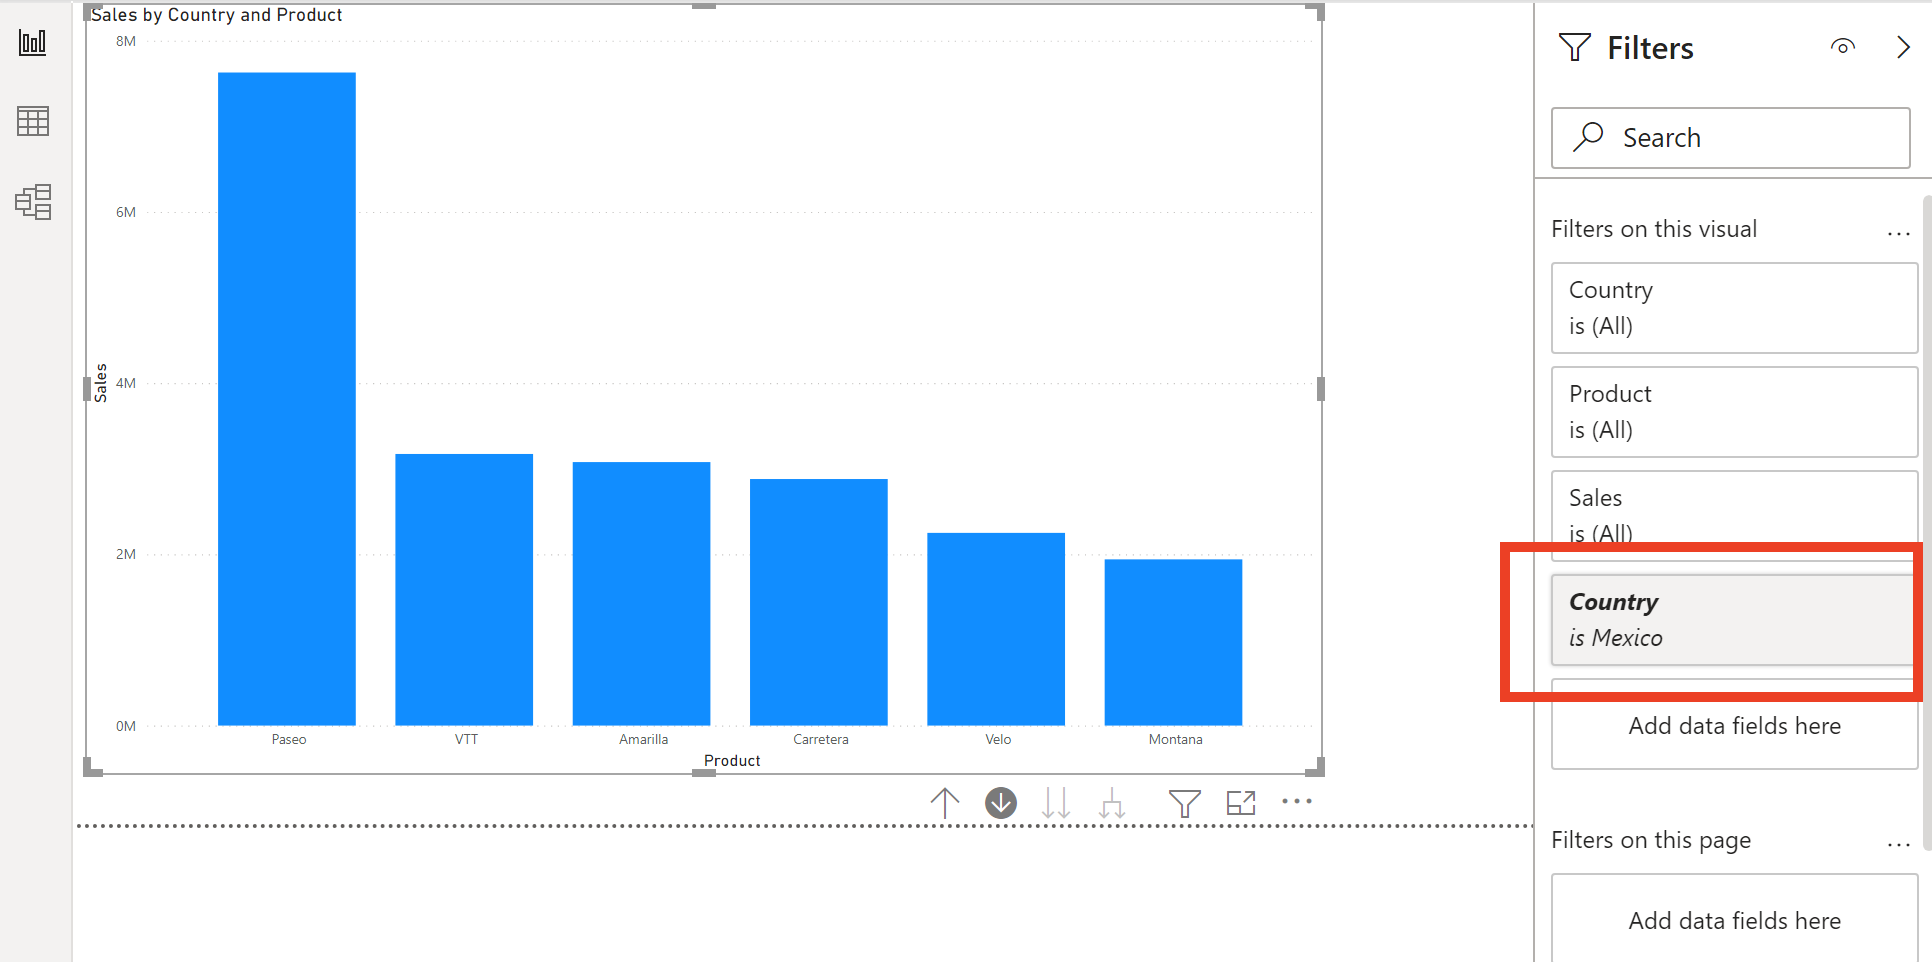 Sales by Country and Product
8M
6M
4M
2M
0M
Sales
Paseo
VTT
Amarilla
Carretera
Velo
Montana
Product
Filters
Search
Filters on this visual
Country
is (All)
Product
is (All)
Sales
is (All)
Country
is Mexico
Add data fields here
Filters on this page
Add data fields here